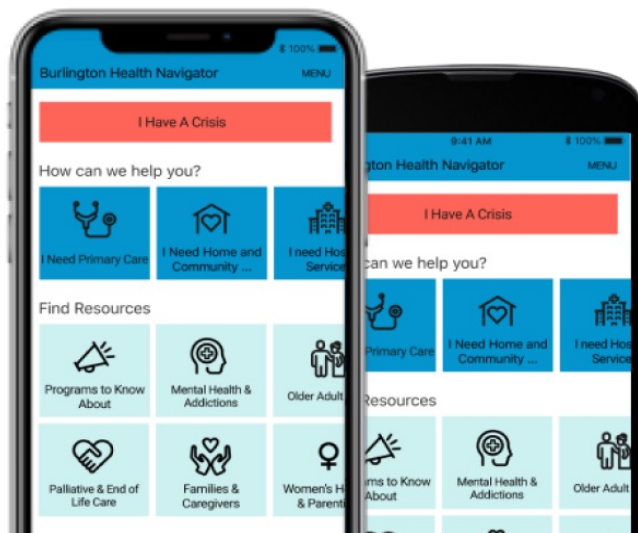 100%
Burlington Health Navigator
MENU
I Have A Crisis
How can we help you?
I Need Primary Care
I Need Home and
Community ...
I need Hos
Service
Find Resources
Programs to Know
About
Mental Health &
Addictions
Older Adult
Palliative & End of
Life Care
Families &
Caregivers
Women's H
& Parenti
9:41 AM
100%
gton Health Navigator
MENU
I Have A Crisis
can we help you?
Primary Care
I Need Home and
Community ...
I need Hos
Service
Resources
ms to Know
About
Mental Health &
Addictions
Older Adult